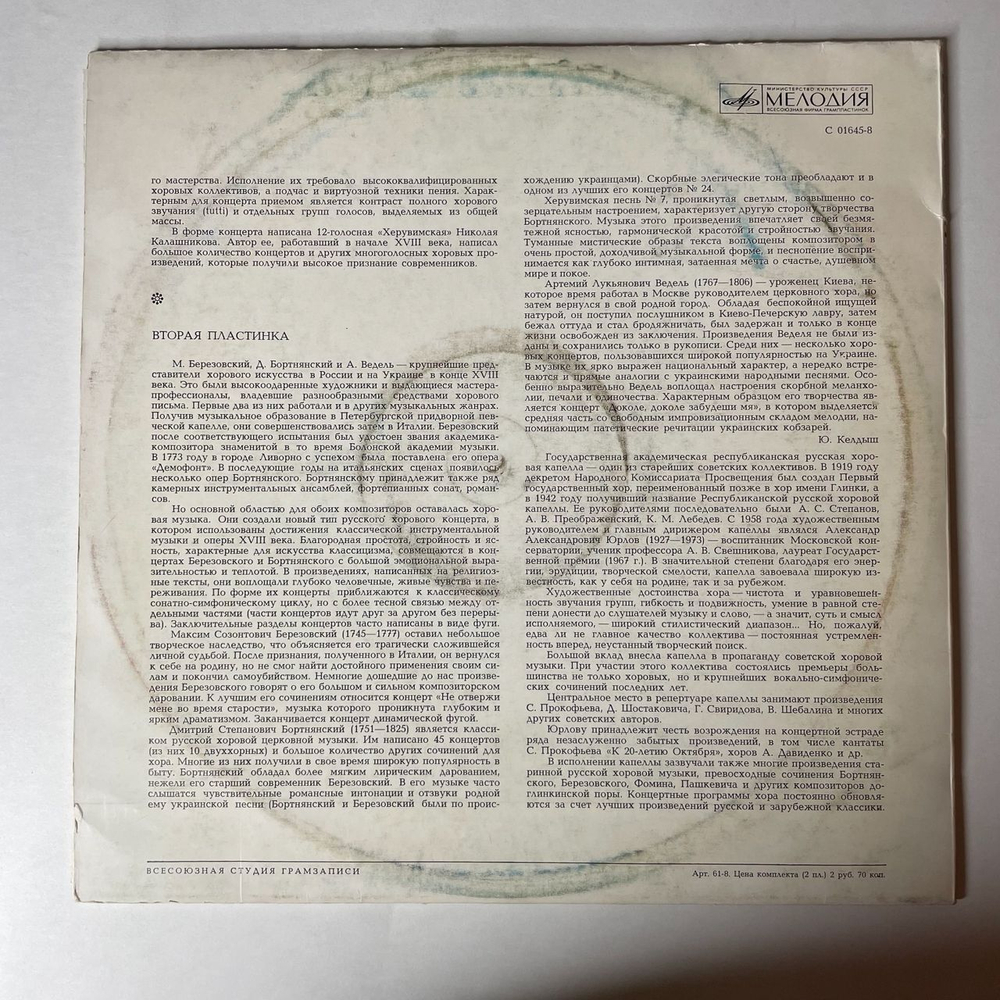 МИНИСТЕРСТВО КУЛЬТУРЫ СССР
МЕЛОДИЯ
ВСЕСОЮЗНАЯ ФИРМА ГРАМПЛАСТИНОК
С 01645-8
го мастерства. Исполнение их требовало высококвалифицированных
хоровых коллективов, а подчас и виртуозной техники пения. Харак-
терным для концерта приемом является контраст полного хорового
звучания (tutti) и отдельных групп голосов, выделяемых из общей
массы.
В форме концерта написана 12-голосная «Херувимская» Николая
Калашникова. Автор ее, работавший в начале XVIII века, написал
большое количество концертов и других многоголосных хоровых про-
изведений, которые получили высокое признание современников.
ВТОРАЯ ПЛАСТИНКА
М. Березовский, Д. Бортнянский и А. Ведель — крупнейшие пред-
ставители хорового искусства в России и на Украине в конце XVIII
века. Это были высокоодаренные художники и выдающиеся мастера-
профессионалы, владевшие разнообразными средствами хорового
письма. Первые два из них работали и в других музыкальных жанрах.
Получив музыкальное образование в Петербургской придворной пев-
ческой капелле, они совершенствовались затем в Италии. Березовский
после соответствующего испытания был удостоен звания академика-
композитора знаменитой в то время Болонской академии музыки.
В 1773 году в городе Ливорно с успехом была поставлена его опера
«Демофонт». В последующие годы на итальянских сценах появилось
несколько опер Бортнянского. Бортнянскому принадлежит также ряд
камерных инструментальных ансамблей, фортепианных сонат, роман-
сов.
Но основной областью для обоих композиторов оставалась хоро-
вая музыка. Они создали новый тип русского хорового концерта, в
котором использованы достижения классической инструментальной
музыки и оперы XVIII века. Благородная простота, стройность и яс-
ность, характерные для искусства классицизма, совмещаются в кон-
цертах Березовского и Бортнянского с большой эмоциональной выра-
зительностью и теплотой. В произведениях, написанных на религиоз-
ные тексты, они воплощали глубоко человечные, живые чувства и пе-
реживания. По форме их концерты приближаются к классическому
сонатно-симфоническому циклу, но с более тесной связью между от-
дельными частями (части концертов идут друг за другом без переры-
ва). Заключительные разделы концертов часто написаны в виде фуги.
Максим Созонтович Березовский (1745—1777) оставил небольшое
творческое наследство, что объясняется его трагически сложившейся
личной судьбой. После признания, полученного в Италии, он вернулся
к себе на родину, но не смог найти достойного применения своим си-
лам и покончил самоубийством. Немногие дошедшие до нас произве-
дения Березовского говорят о его большом и сильном композиторском
даровании. К лучшим его сочинениям относится концерт «Не отвержи
мене во время старости», музыка которого проникнута глубоким и
ярким драматизмом. Заканчивается концерт динамической фугой.
Дмитрий Степанович Бортнянский (1751—1825) является класси-
ком русской хоровой церковной музыки. Им написано 45 концертов
(из них 10 двуххорных) и большое количество других сочинений для
хора. Многие из них получили в свое время широкую популярность в
быту. Бортнянский обладал более мягким лирическим дарованием,
нежели его старший современник Березовский. В его музыке часто
слышатся чувствительные романсные интонации и отзвуки родной
ему украинской песни (Бортнянский и Березовский были по проис-
хождению украинцами). Скорбные элегические тона преобладают и в
одном из лучших его концертов № 24.
Херувимская песнь № 7, проникнутая светлым, возвышенно со-
зерцательным настроением, характеризует другую сторону творчества
Бортнянского. Музыка этого произведения впечатляет своей безмя-
тежной ясностью, гармонической красотой и стройностью звучания.
Туманные мистические образы текста воплощены композитором в
очень простой, доходчивой музыкальной форме, и песнопение воспри-
нимается как глубоко интимная, затаенная мечта о счастье, душевном
мире и покое.
Артемий Лукьянович Ведель (1767—1806) — уроженец Киева, не-
которое время работал в Москве руководителем церковного хора, но
затем вернулся в свой родной город. Обладая беспокойной ищущей
натурой, он поступил послушником в Киево-Печерскую лавру, затем
бежал оттуда и стал бродяжничать, был задержан и только в конце
жизни освобожден из заключения. Произведения Веделя не были из-
даны и сохранились только в рукописи. Среди них — несколько хоро-
вых концертов, пользовавшихся широкой популярностью на Украине.
В музыке их ярко выражен национальный характер, а нередко встре-
чаются и прямые аналогии с украинскими народными песнями. Осо-
бенно выразительно Ведель воплощал настроения скорбной меланхо-
лии, печали и одиночества. Характерным образцом его творчества яв-
ляется концерт «Доколе, доколе забудеши мя», в котором выделяется
средняя часть со свободным импровизационным складом мелодии, на-
поминающим патетические речитации украинских кобзарей.
Ю. Келдыш
Государственная академическая республиканская русская хоро-
вая капелла — один из старейших советских коллективов. В 1919 году
декретом Народного Комиссариата Просвещения был создан Первый
государственный хор, переименованный позже в хор имени Глинки, а
в 1942 году получивший название Республиканской русской хоровой
капеллы. Ее руководителями последовательно были А. С. Степанов,
А. В. Преображенский, К. М. Лебедев. С 1958 года художественным
руководителем и главным дирижером капеллы являлся Александр
Александрович Юрлов (1927—1973) — воспитанник Московской кон-
серватории, ученик профессора А. В. Свешникова, лауреат Государст-
венной премии (1967 г.). В значительной степени благодаря его энер-
гии, эрудиции, творческой смелости, капелла завоевала широкую из-
вестность, как у себя на родине, так и за рубежом.
Художественные достоинства хора — чистота и уравновешен-
ность звучания групп, гибкость и подвижность, умение в равной сте-
пени донести до слушателей музыку и слово, — а значит, суть и смысл
исполняемого, — широкий стилистический диапазон... Но, пожалуй,
едва ли не главное качество коллектива — постоянная устремлен-
ность вперед, неустанный творческий поиск.
Большой вклад внесла капелла в пропаганду советской хоровой
музыки. При участии этого коллектива состоялись премьеры боль-
шинства не только хоровых, но и крупнейших вокально-симфониче-
ских сочинений последних лет.
Центральное место в репертуаре капеллы занимают произведения
С. Прокофьева, Д. Шостаковича, Г. Свиридова, В. Шебалина и многих
других советских авторов.
Юрлову принадлежит честь возрождения на концертной эстраде
ряда незаслуженно забытых произведений, в том числе кантаты
С. Прокофьева «К 20-летию Октября», хоров А. Давиденко и др.
В исполнении капеллы зазвучали также многие произведения ста-
ринной русской хоровой музыки, превосходные сочинения Бортнян-
ского, Березовского, Фомина, Пашкевича и других композиторов до-
глинкинской поры. Концертные программы хора постоянно обновля-
ются за счет лучших произведений русской и зарубежной классики.
ВСЕСОЮЗНАЯ СТУДИЯ ГРАМЗАПИСИ
Арт. 61-8. Цена комплекта (2 пл.) 2 руб. 70 коп.